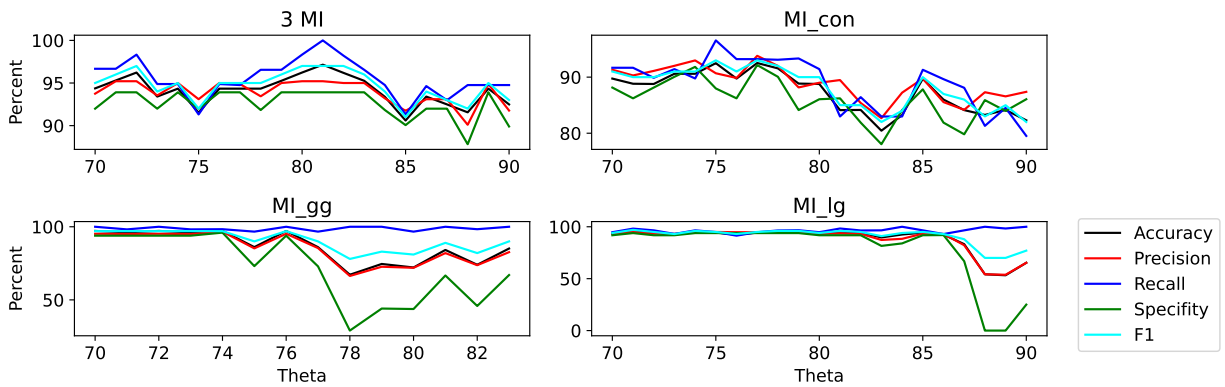 3 MI
MI_con
Percent
100
95
90
70
75
80
85
90
90
80
70
75
80
85
90
MI_gg
MI_lg
Percent
100
50
70
72
74
76
78
80
82
Theta
100
50
0
70
75
80
85
90
Theta
Accuracy
Precision
Recall
Specifity
F1